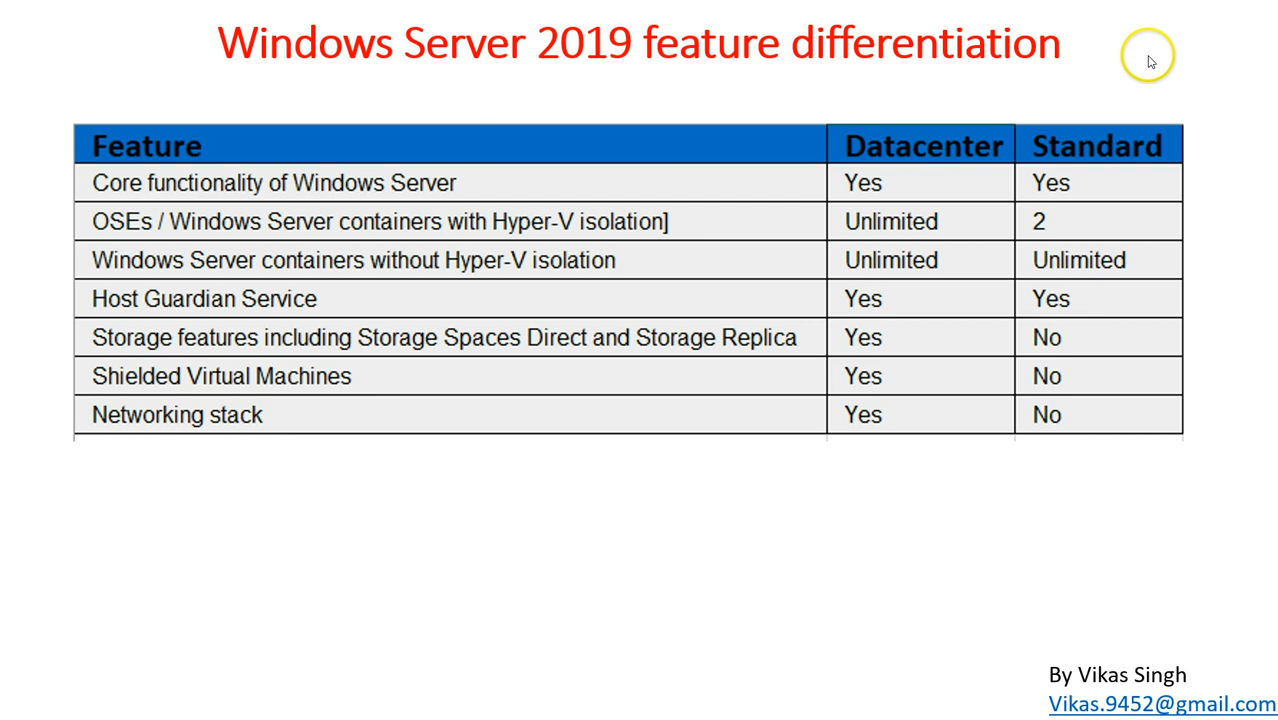 Windows Server 2019 feature differentiation
Feature Datacenter Standard
Core functionality of Windows Server Yes Yes
OSEs / Windows Server containers with Hyper-V isolation] Unlimited 2
Windows Server containers without Hyper-V isolation Unlimited Unlimited
Host Guardian Service Yes Yes
Storage features including Storage Spaces Direct and Storage Replica Yes No
Shielded Virtual Machines Yes No
Networking stack Yes No
By Vikas Singh
Vikas.9452@gmail.com